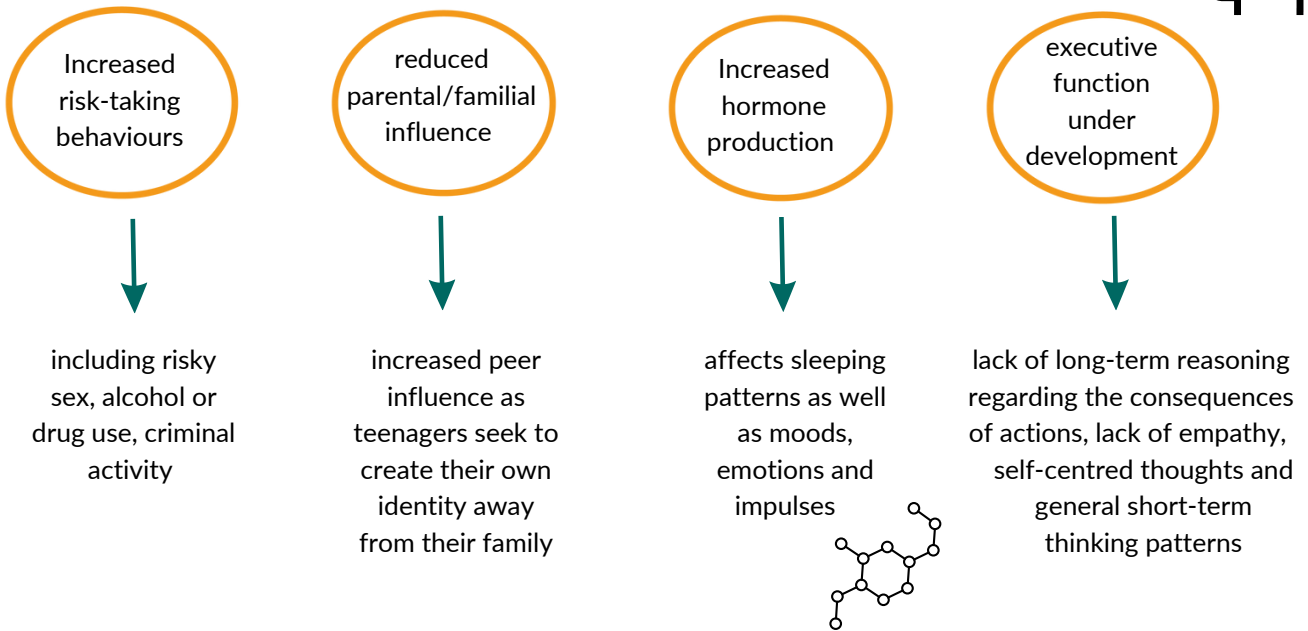 Increased
risk-taking
behaviours
including risky
sex, alcohol or
drug use, criminal
activity
reduced
parental/familial
influence
increased peer
influence as
teenagers seek to
create their own
identity away
from their family
Increased
hormone
production
affects sleeping
patterns as well
as moods,
emotions and
impulses
executive
function
under
development
lack of long-term reasoning
regarding the consequences
of actions, lack of empathy,
self-centred thoughts and
general short-term
thinking patterns